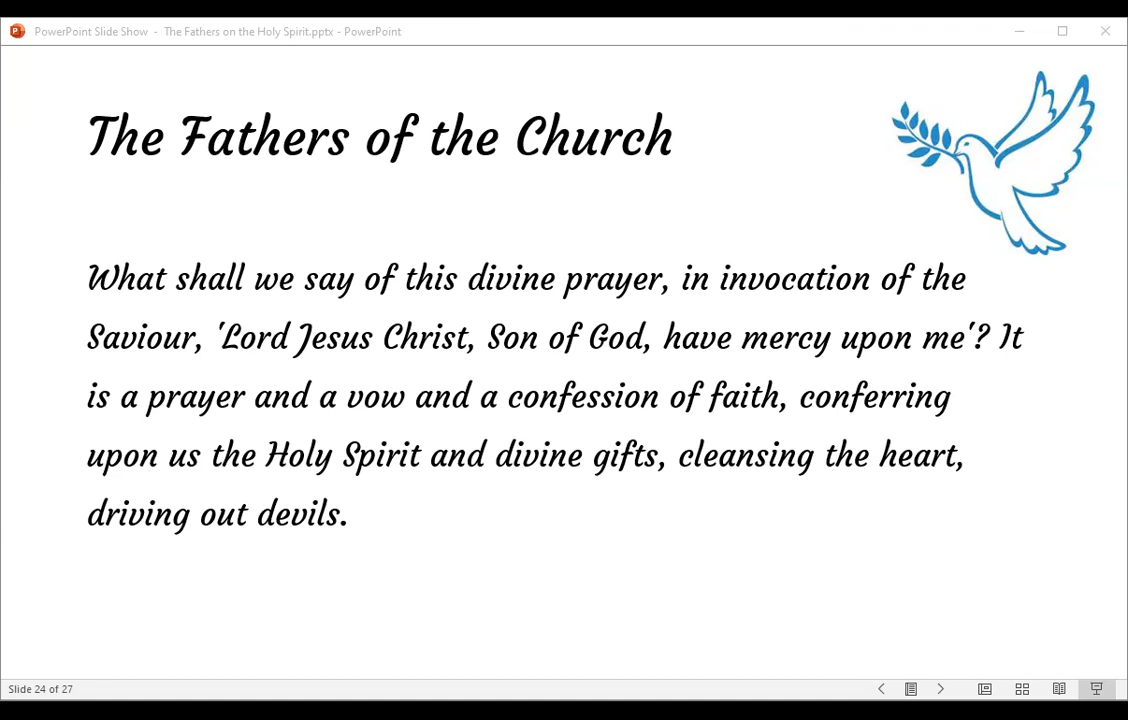 PowerPoint Slide Show - The Fathers on the Holy Spirit.pptx - PowerPoint
The Fathers of the Church
What shall we say of this divine prayer, in invocation of the
Saviour, 'Lord Jesus Christ, Son of God, have mercy upon me'? It
is a prayer and a vow and a confession of faith, conferring
upon us the Holy Spirit and divine gifts, cleansing the heart,
driving out devils.
Slide 24 of 27